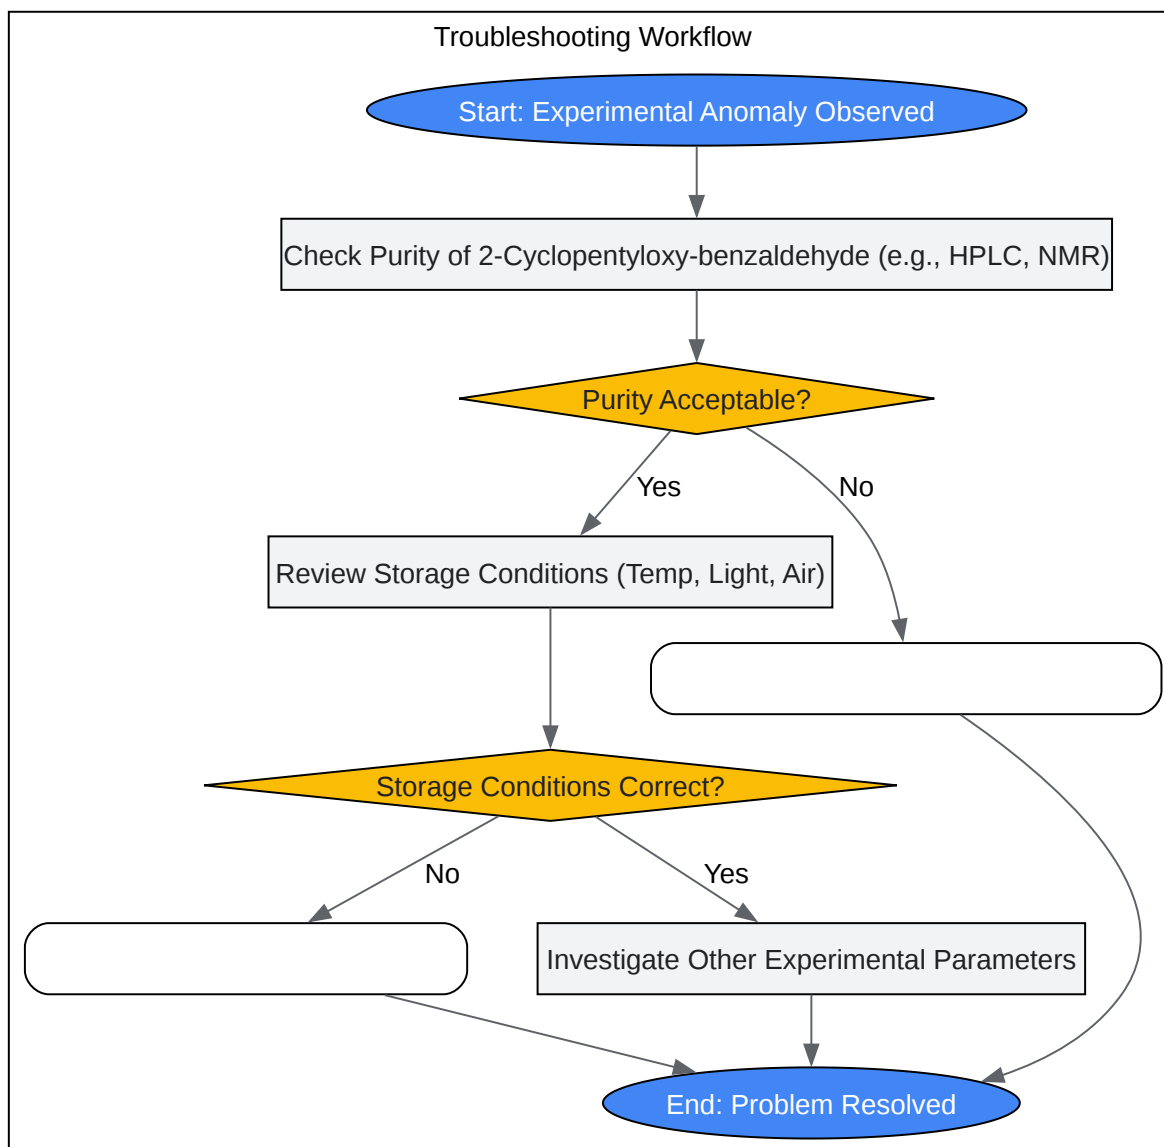 Troubleshooting Workflow
Start: Experimental Anomaly Observed
Check Purity of 2-Cyclopentyloxy-benzaldehyde (e.g., HPLC, NMR)
Purity Acceptable?
Yes
No
Review Storage Conditions (Temp, Light, Air)
Storage Conditions Correct?
No
Yes
Investigate Other Experimental Parameters
End: Problem Resolved